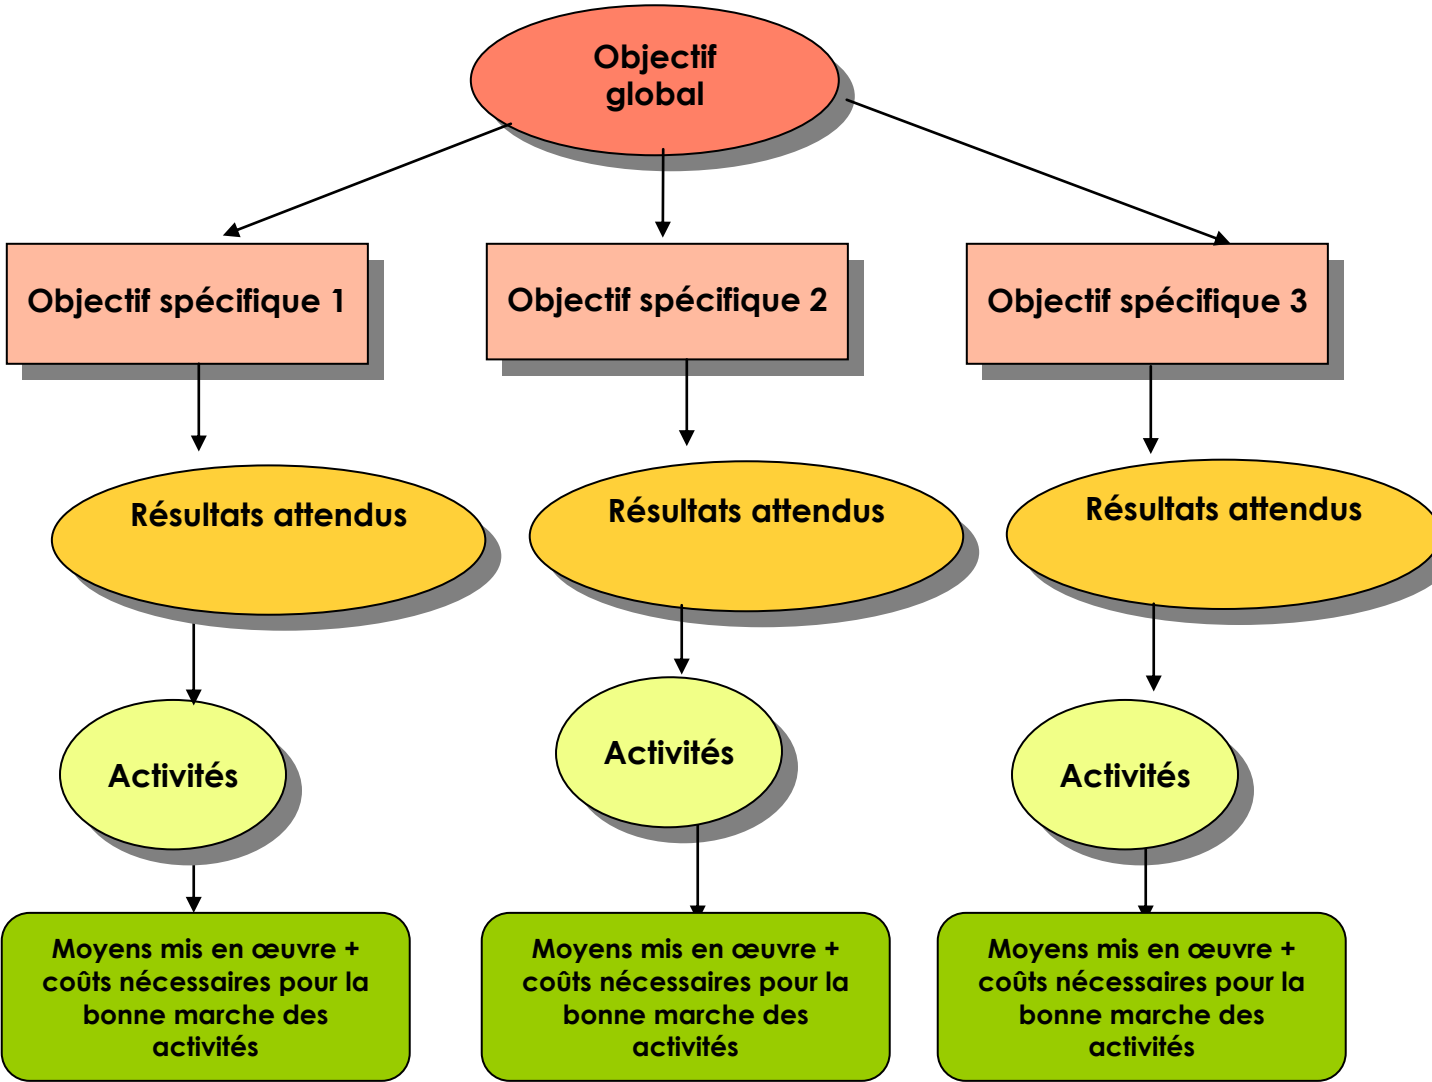 Objectif
global
Objectif spécifique 1
Objectif spécifique 2
Objectif spécifique 3
Résultats attendus
Résultats attendus
Résultats attendus
Activités
Activités
Activités
Moyens mis en œuvre +
coûts nécessaires pour la
bonne marche des
activités
Moyens mis en œuvre +
coûts nécessaires pour la
bonne marche des
activités
Moyens mis en œuvre +
coûts nécessaires pour la
bonne marche des
activités